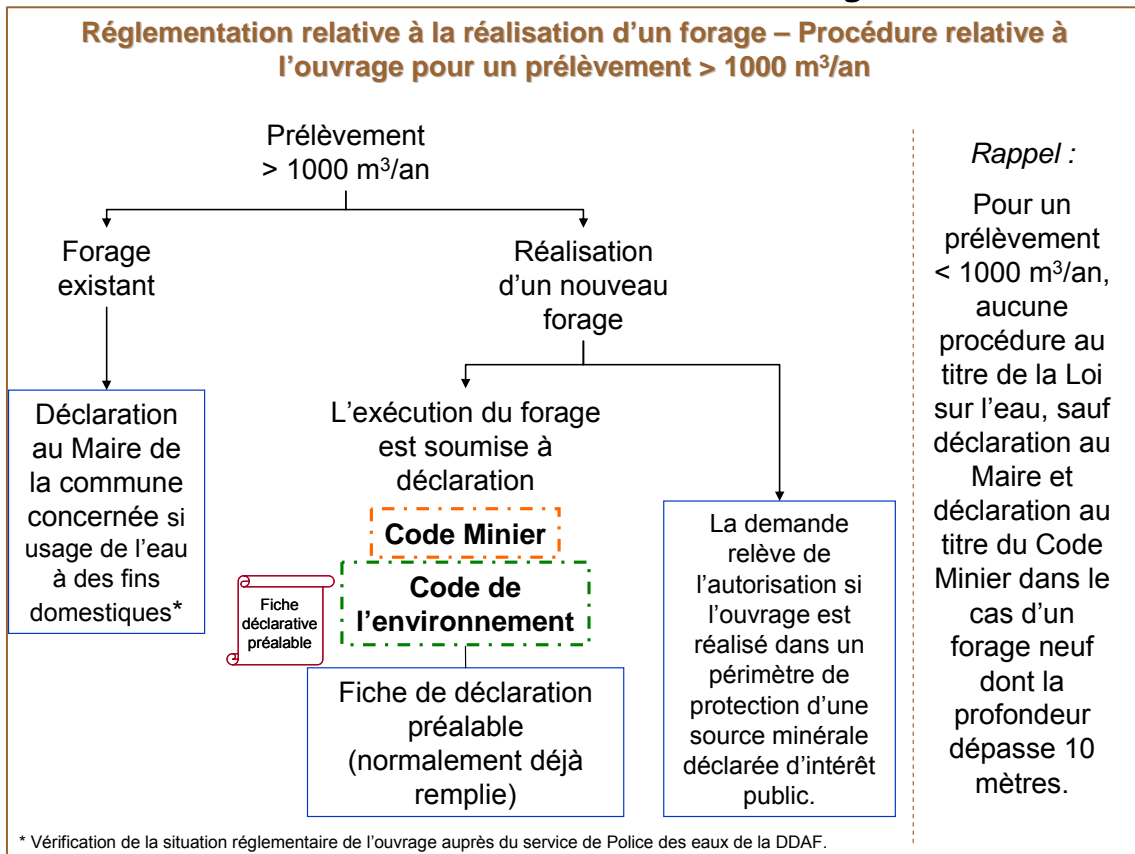 Réglementation relative à la réalisation d'un forage – Procédure relative à
l'ouvrage pour un prélèvement > 1000 m³/an
Prélèvement
> 1000 m³/an
Forage
existant
Déclaration
au Maire de
la commune
concernée si
usage de l'eau
à des fins
domestiques*
Réalisation
d'un nouveau
forage
L'exécution du forage
est soumise à
déclaration
Code Minier
Code de
l'environnement
Fiche
déclarative
préalable
Fiche de déclaration
préalable
(normalement déjà
remplie)
La demande
relève de
l'autorisation si
l'ouvrage est
réalisé dans un
périmètre de
protection d'une
source minérale
déclarée d'intérêt
public.
Rappel :
Pour un
prélèvement
< 1000 m³/an,
aucune
procédure au
titre de la Loi
sur l'eau, sauf
déclaration au
Maire et
déclaration au
titre du Code
Minier dans le
cas d'un
forage neuf
dont la
profondeur
dépasse 10
mètres.
* Vérification de la situation réglementaire de l'ouvrage auprès du service de Police des eaux de la DDAF.